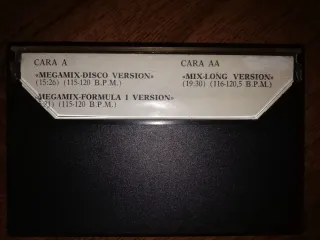 CARA A
«MEGAMIX-DISCO VERSION»
(15:26) (115-120 B.P.M.)
MEGAMIX-FORMULA 1 VERSION»
(115-120 B.P.M.)
CARA AA
«MIX-LONG VERSION»
(19:30) (116-120,5 B.P.M.)